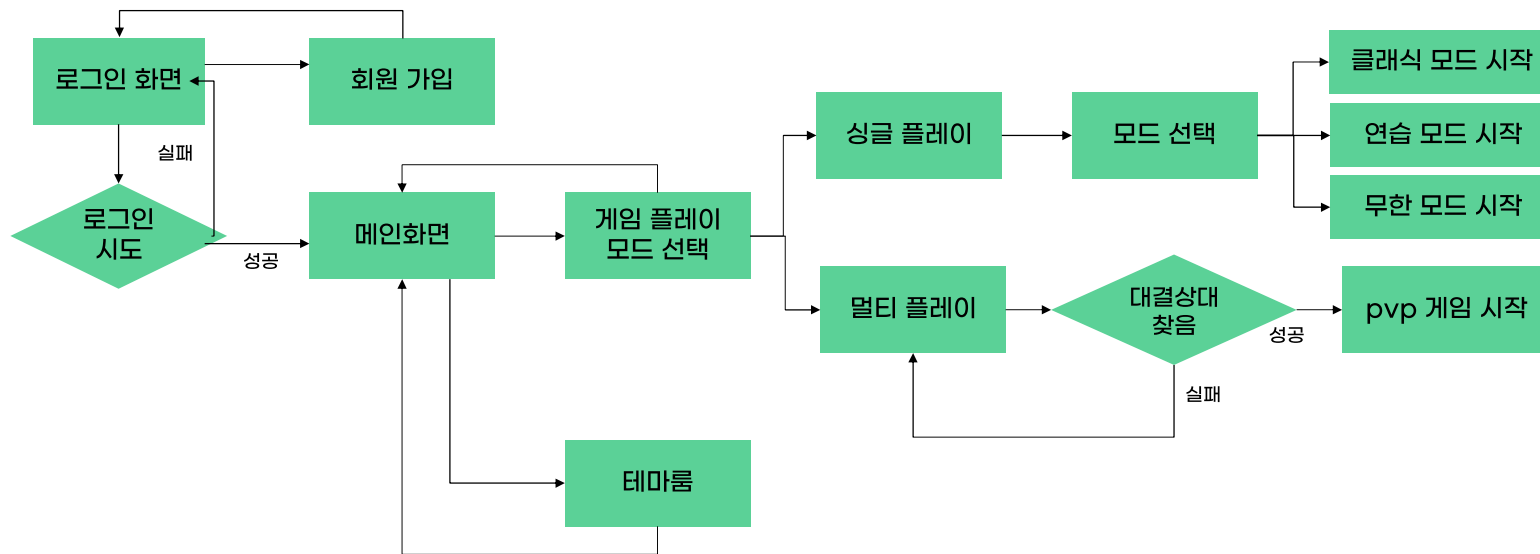 로그인 화면
회원 가입
실패
로그인
시도
성공
메인화면
게임 플레이
모드 선택
싱글 플레이
모드 선택
클래식 모드 시작
연습 모드 시작
무한 모드 시작
멀티 플레이
대결상대
찾음
성공
pvp 게임 시작
실패
테마룸